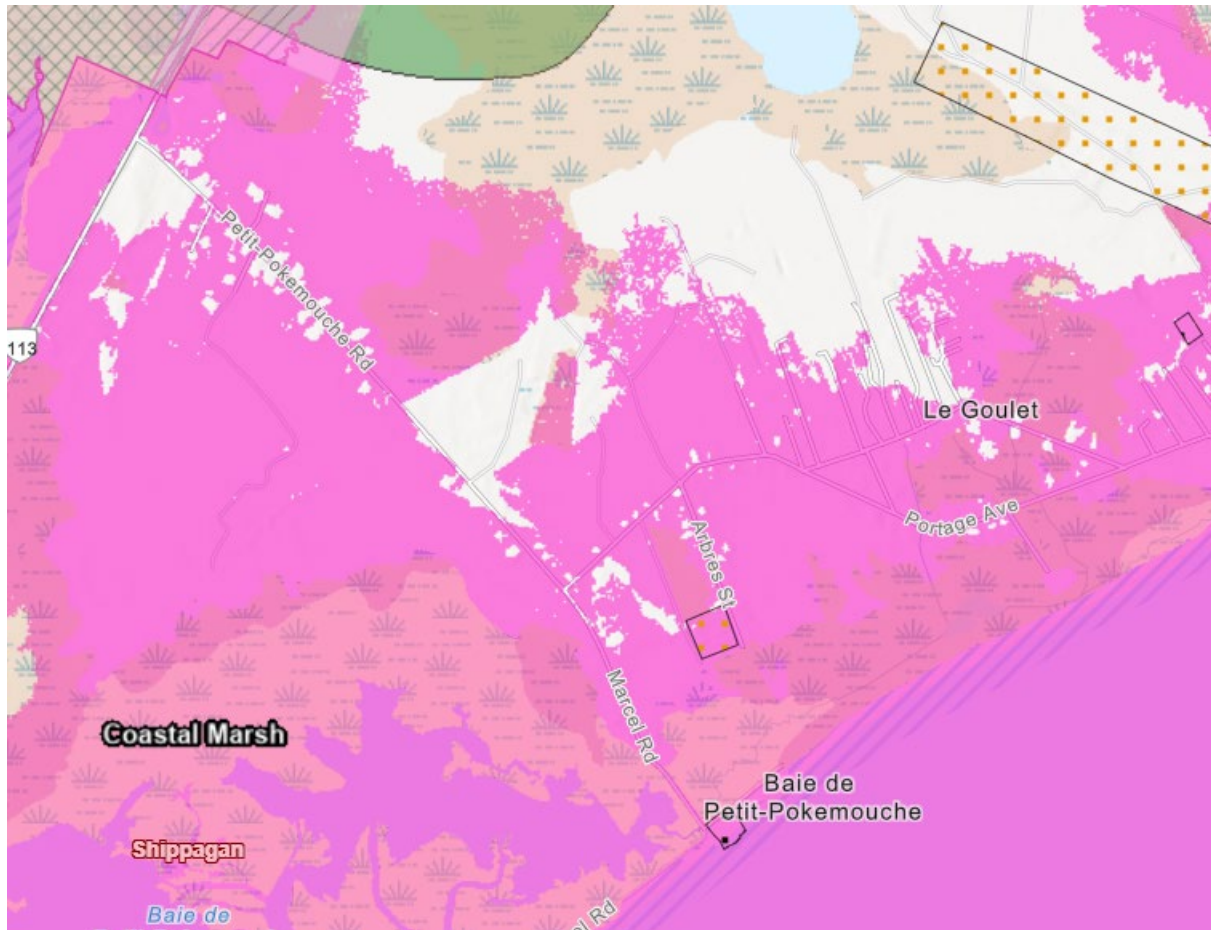 Petit-Pokemouche Rd
113
Le Goulet
Portage Ave
Arbres St
Marcel Rd
Coastal Marsh
Baie de
Petit-Pokemouche
Shippagan
Baie de
Rd